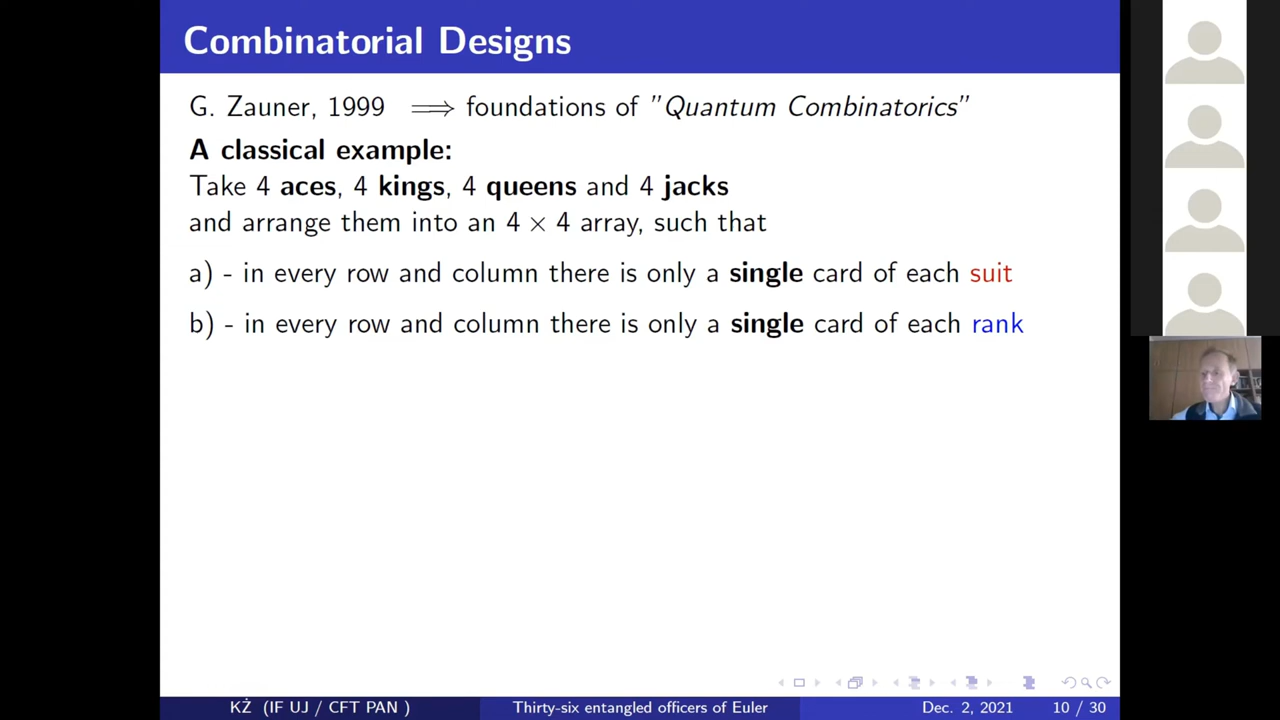 Combinatorial Designs
G. Zauner, 1999 ⟹ foundations of "Quantum Combinatorics"
A classical example:
Take 4 aces, 4 kings, 4 queens and 4 jacks
and arrange them into an 4 × 4 array, such that
a) - in every row and column there is only a single card of each suit
b) - in every row and column there is only a single card of each rank
KŻ (IF UJ / CFT PAN ) Thirty-six entangled officers of Euler Dec. 2, 2021 10 / 30